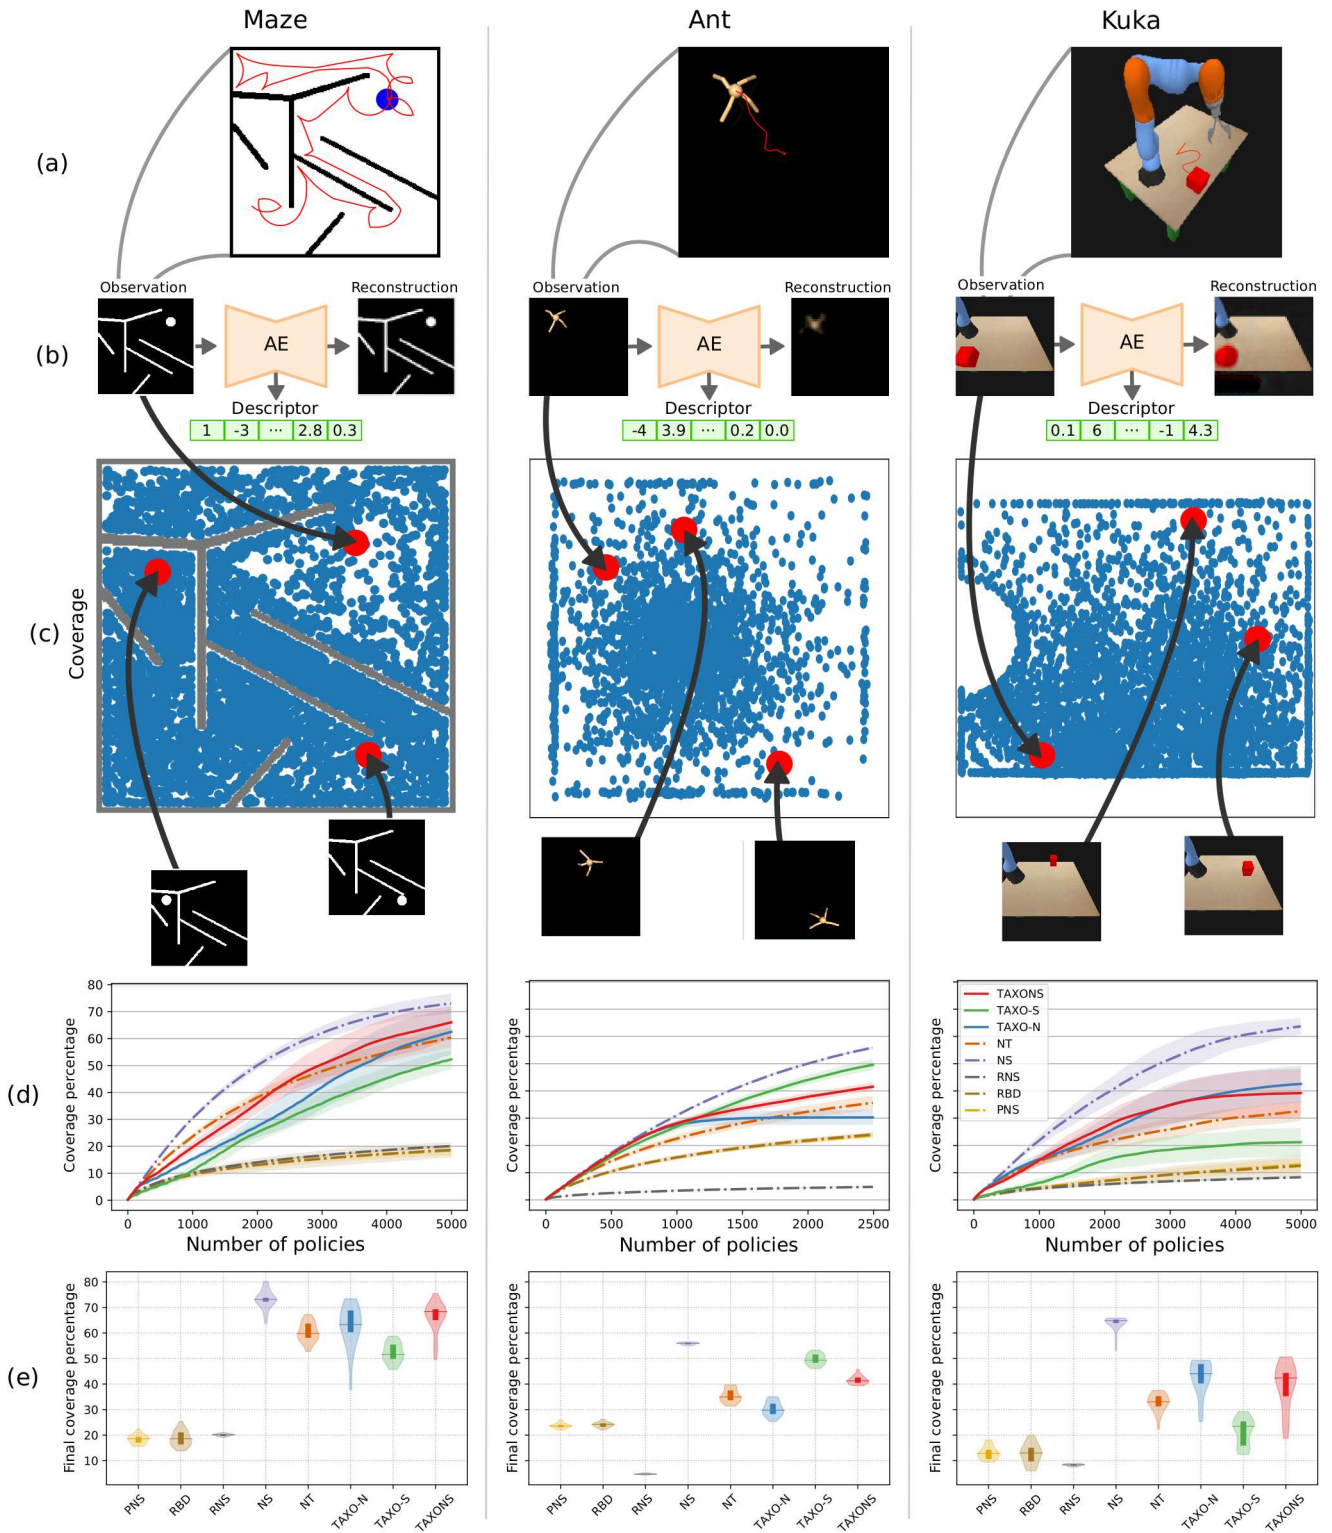 Maze Ant Kuka
(a)
Observation Reconstruction Observation Reconstruction Observation Reconstruction
(b) AE AE AE
Descriptor Descriptor Descriptor
1 -3 ... 2.8 0.3 -4 3.9 ... 0.2 0.0 0.1 6 ... -1 4.3
(c) Coverage
(d)
Coverage percentage
80
70
60
50
40
30
20
10
0
0 1000 2000 3000 4000 5000
Number of policies
Coverage percentage
0 500 1000 1500 2000 2500
Number of policies
Coverage percentage
TAXONS
TAXO-S
TAXO-N
NT
NS
RNS
RBD
PNS
0 1000 2000 3000 4000 5000
Number of policies
(e)
Final coverage percentage
80
70
60
50
40
30
20
10
PNS RBD RNS NS NT TAXO-N TAXO-S TAXONS
Final coverage percentage
PNS RBD RNS NS NT TAXO-N TAXO-S TAXONS
Final coverage percentage
PNS RBD RNS NS NT TAXO-N TAXO-S TAXONS